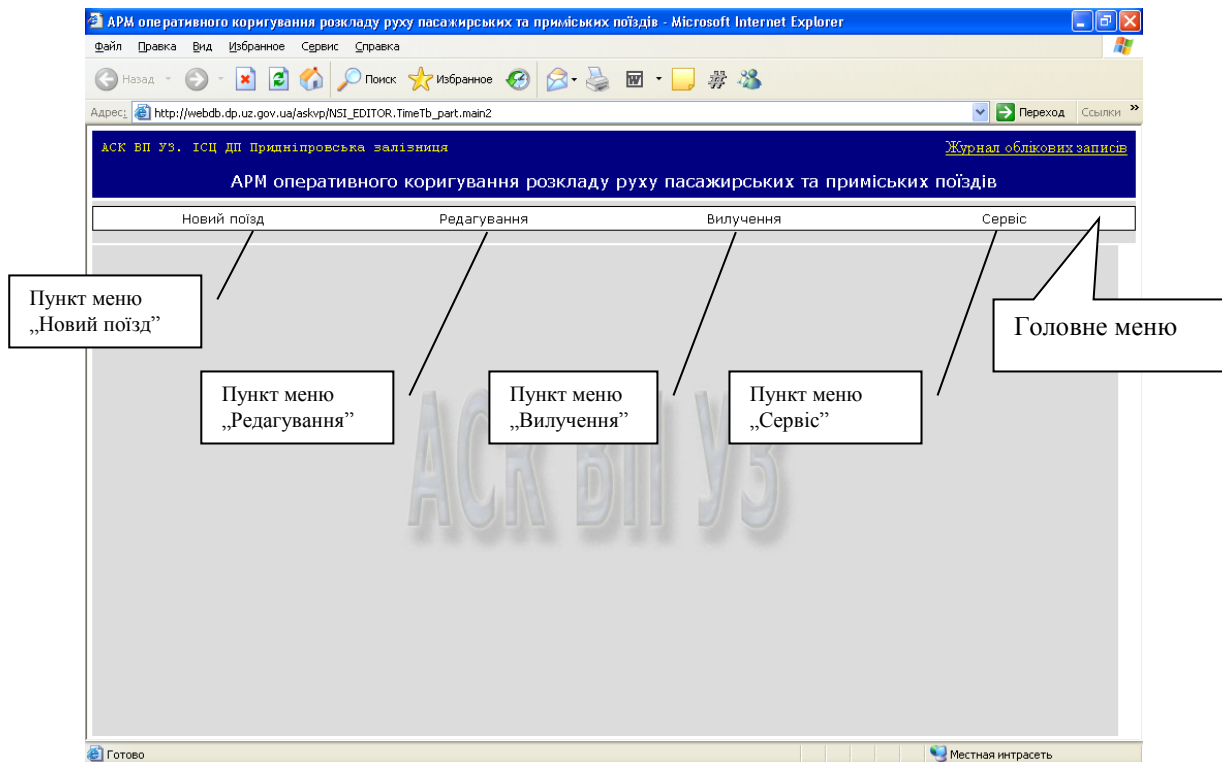 АРМ оперативного коригування розкладу руху пасажирських та приміських поїздів - Microsoft Internet Explorer
Файл Правка Вид Избранное Сервис Справка
Назад Поиск Избранное
Адрес: http://webdb.dp.uz.gov.ua/askvp/NSI_EDITOR.TimeTb_part.main2 Переход Ссылки »
АСК ВП УЗ. ІСЦ ДП Придніпровська залізниця Журнал облікових записів
АРМ оперативного коригування розкладу руху пасажирських та приміських поїздів
Новий поїзд Редагування Вилучення Сервіс
Пункт меню
„Новий поїзд”
Головне меню
Пункт меню
„Редагування”
Пункт меню
„Вилучення”
Пункт меню
„Сервіс”
АСК ВП УЗ
Готово Местная интрасеть